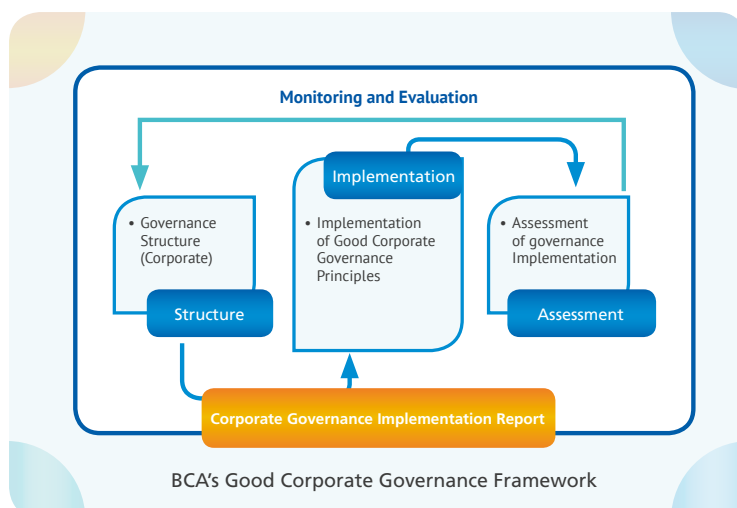 Monitoring and Evaluation
• Governance
Structure
(Corporate)
Structure
Implementation
• Implementation
of Good Corporate
Governance
Principles
• Assessment
of governance
Implementation
Assessment
Corporate Governance Implementation Report
BCA's Good Corporate Governance Framework